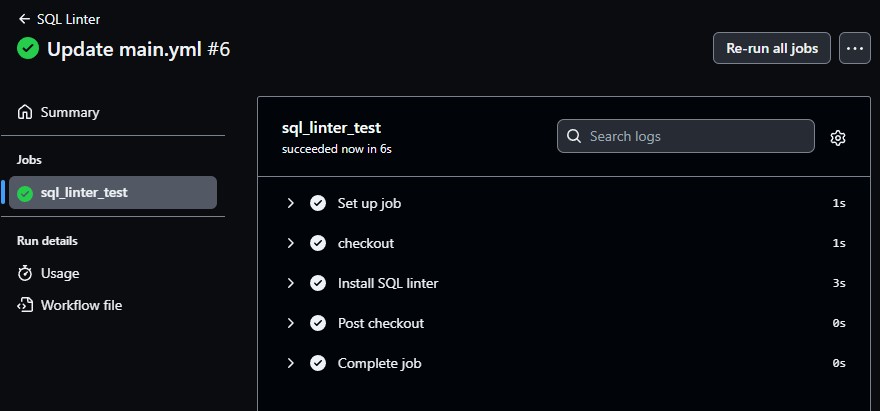 SQL Linter
Update main.yml #6
Re-run all jobs
Summary
Jobs
sql_linter_test
Run details
Usage
Workflow file
sql_linter_test
succeeded now in 6s
Search logs
Set up job 1s
checkout 1s
Install SQL linter 3s
Post checkout 0s
Complete job 0s